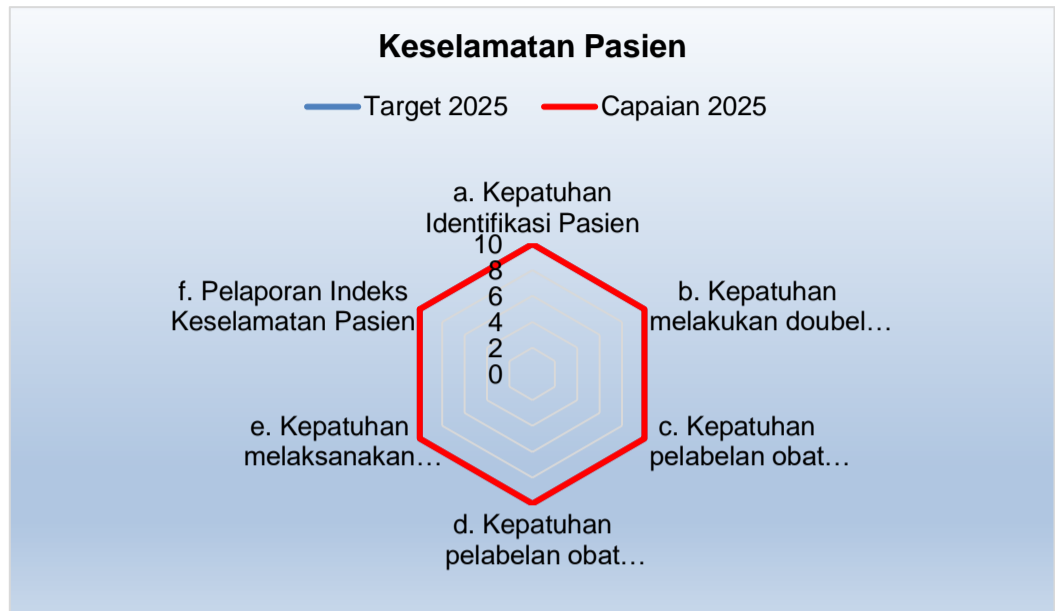 Keselamatan Pasien
Target 2025
Capaian 2025
a. Kepatuhan
Identifikasi Pasien
10
8
6
4
2
0
b. Kepatuhan
melakukan doubel…
c. Kepatuhan
pelabelan obat…
d. Kepatuhan
pelabelan obat…
e. Kepatuhan
melaksanakan…
f. Pelaporan Indeks
Keselamatan Pasien